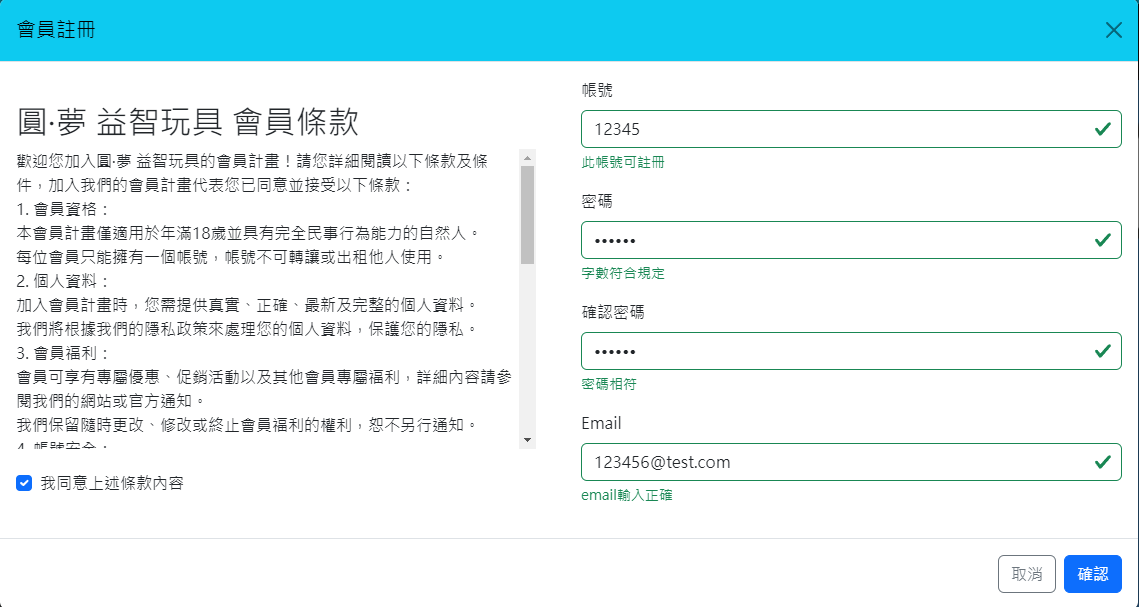 會員註冊
圓·夢 益智玩具 會員條款
歡迎您加入圓·夢 益智玩具的會員計畫！請您詳細閱讀以下條款及條
件，加入我們的會員計畫代表您已同意並接受以下條款：
1. 會員資格：
本會員計畫僅適用於年滿18歲並具有完全民事行為能力的自然人。
每位會員只能擁有一個帳號，帳號不可轉讓或出租他人使用。
2. 個人資料：
加入會員計畫時，您需提供真實、正確、最新及完整的個人資料。
我們將根據我們的隱私政策來處理您的個人資料，保護您的隱私。
3. 會員福利：
會員可享有專屬優惠、促銷活動以及其他會員專屬福利，詳細內容請參
閱我們的網站或官方通知。
我們保留隨時更改、修改或終止會員福利的權利，恕不另行通知。
4. 帳號安全：
我同意上述條款內容
帳號
12345
此帳號可註冊
密碼
••••••
字數符合規定
確認密碼
••••••
密碼相符
Email
123456@test.com
email輸入正確
取消
確認